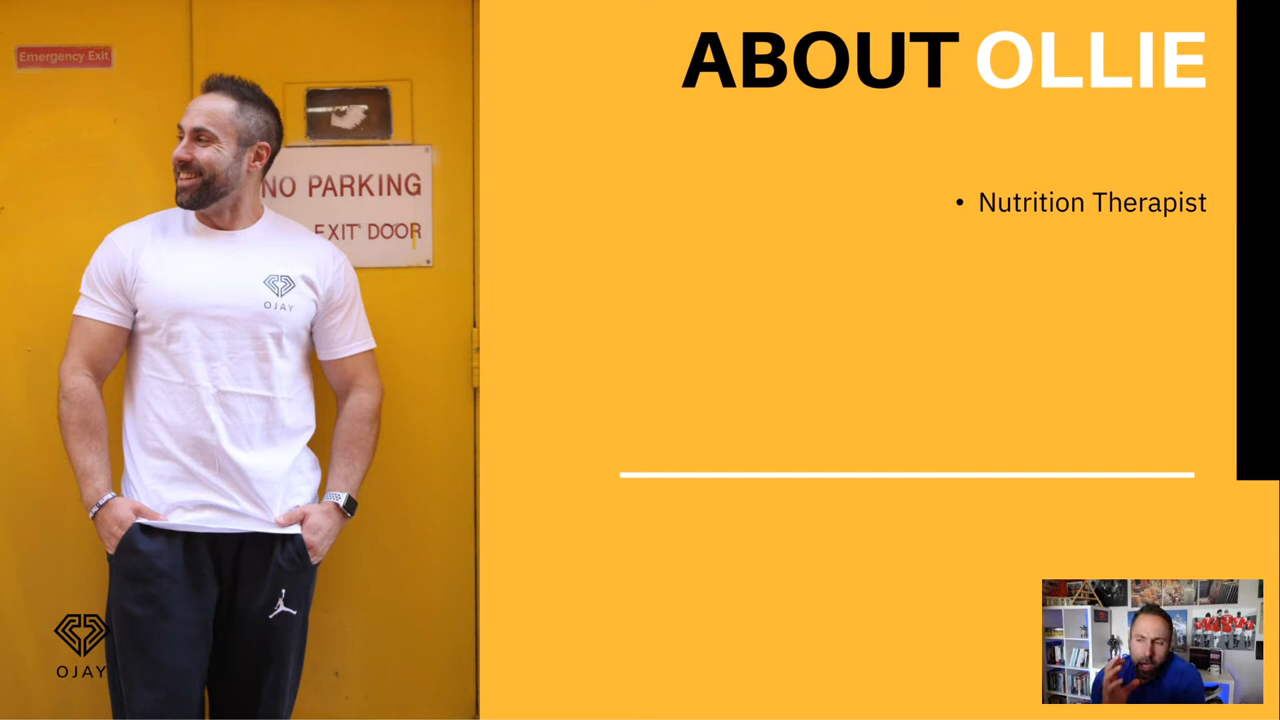 ABOUT OLLIE
• Nutrition Therapist
Emergency Exit
NO PARKING
EXIT DOOR
OJAY
OJAY